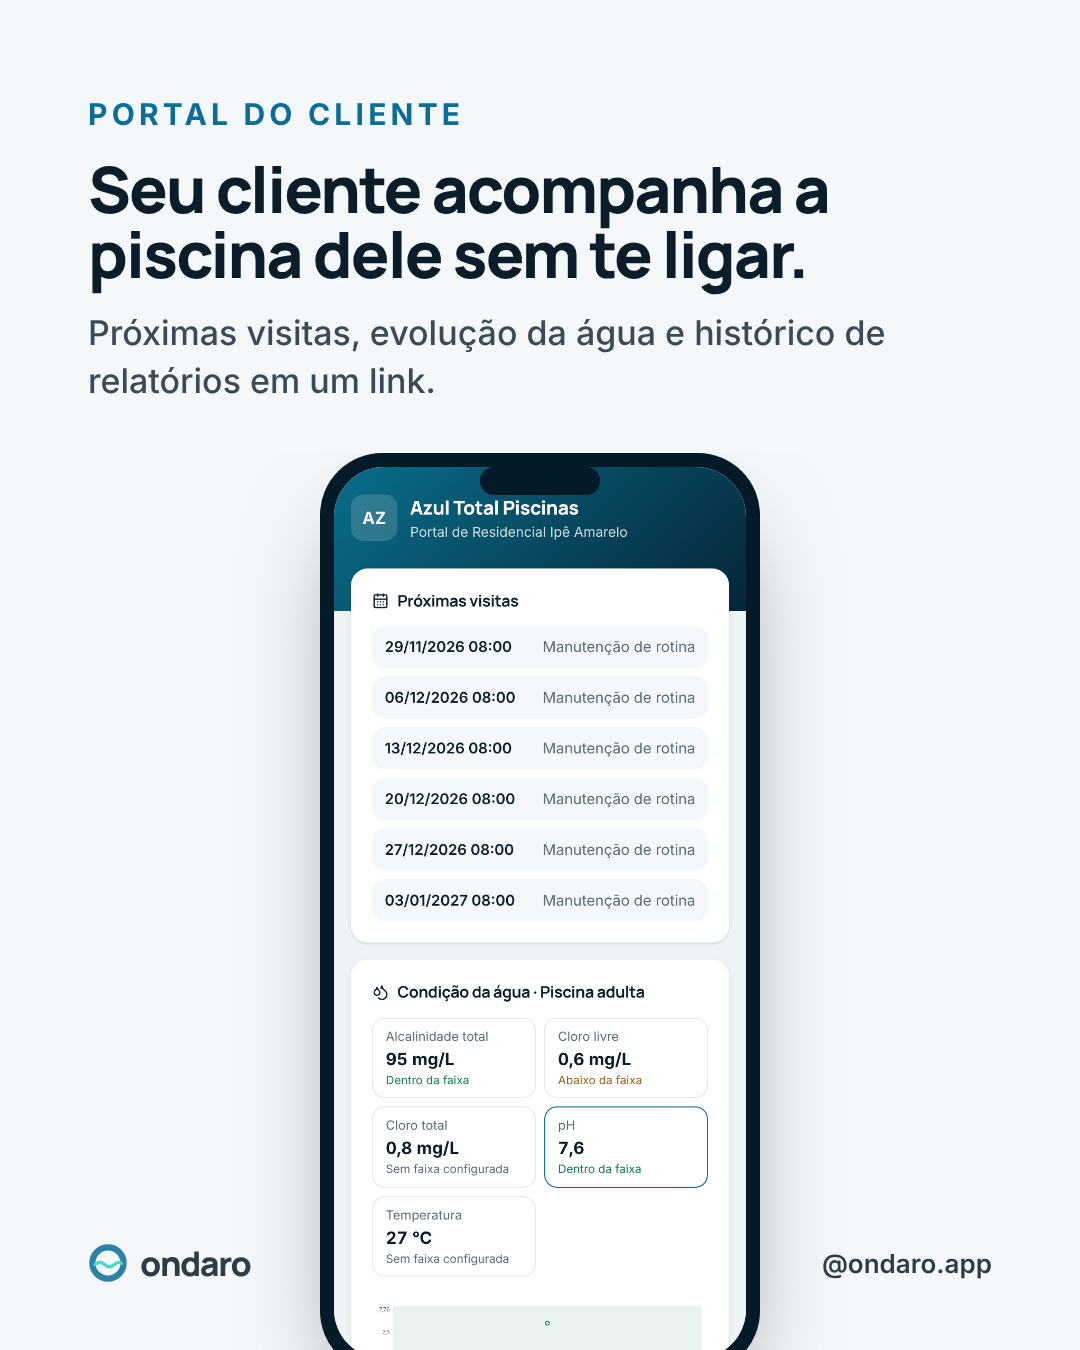 PORTAL DO CLIENTE
Seu cliente acompanha a
piscina dele sem te ligar.
Próximas visitas, evolução da água e histórico de
relatórios em um link.
AZ
Azul Total Piscinas
Portal de Residencial Ipê Amarelo
Próximas visitas
29/11/2026 08:00 Manutenção de rotina
06/12/2026 08:00 Manutenção de rotina
13/12/2026 08:00 Manutenção de rotina
20/12/2026 08:00 Manutenção de rotina
27/12/2026 08:00 Manutenção de rotina
03/01/2027 08:00 Manutenção de rotina
Condição da água · Piscina adulta
Alcalinidade total
95 mg/L
Dentro da faixa
Cloro livre
0,6 mg/L
Abaixo da faixa
Cloro total
0,8 mg/L
Sem faixa configurada
pH
7,6
Dentro da faixa
Temperatura
27 °C
Sem faixa configurada
7,76
7,5
ondaro
@ondaro.app